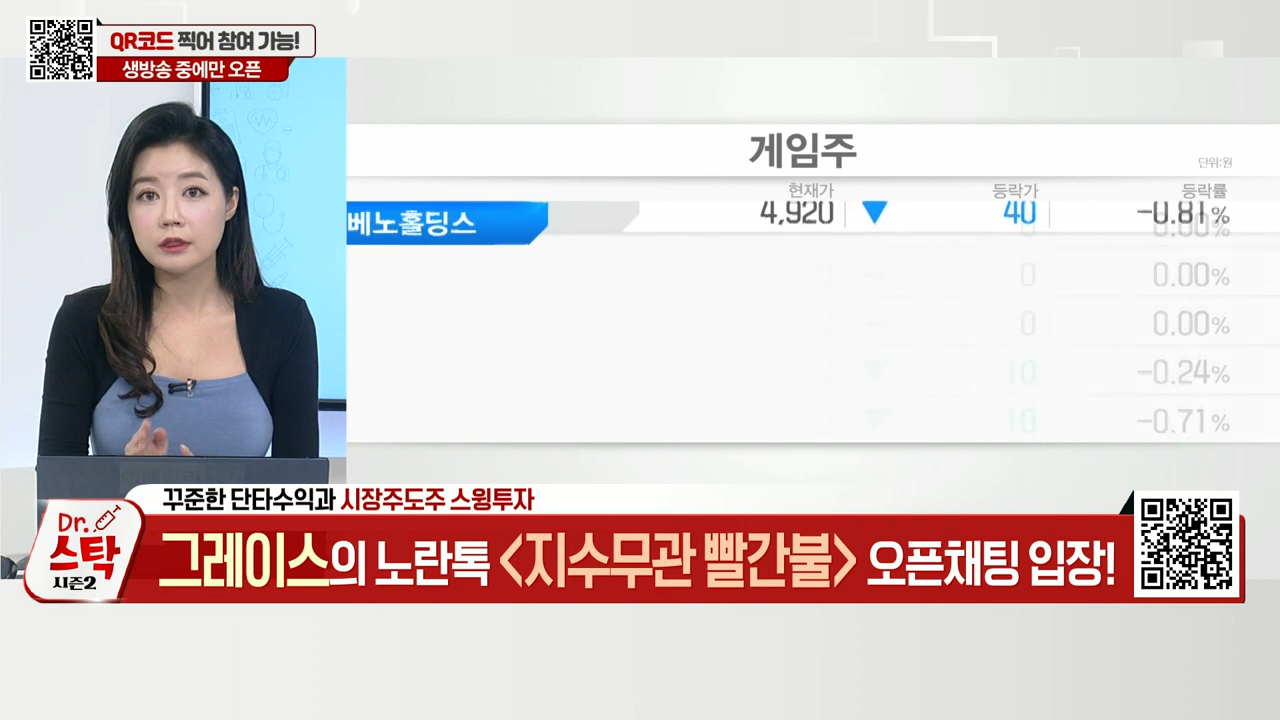 QR코드 찍어 참여 가능!
생방송 중에만 오픈
게임주
단위:원
현재가 등락가 등락률
베노홀딩스 4,920 ▼ 40 -0.81%
0 0.00%
0 0.00%
0 0.00%
▼ 10 -0.24%
▼ 10 -0.71%
꾸준한 단타수익과 시장주도주 스윙투자
Dr.
스탁
시즌2
그레이스의 노란톡 <지수무관 빨간불> 오픈채팅 입장!